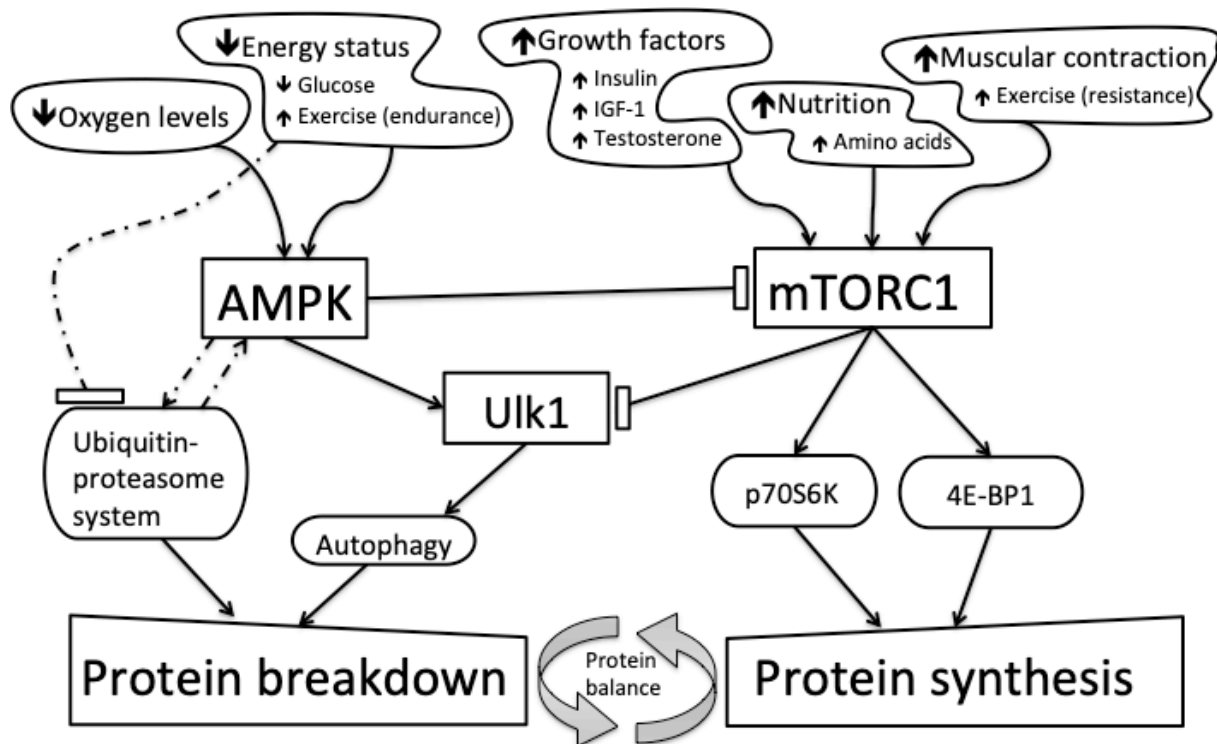 ↓Energy status
↓ Glucose
↑ Exercise (endurance)
↓Oxygen levels
↑Growth factors
↑ Insulin
↑ IGF-1
↑ Testosterone
↑Nutrition
↑ Amino acids
↑Muscular contraction
↑ Exercise (resistance)
AMPK
mTORC1
Ulk1
Ubiquitin-
proteasome
system
Autophagy
p70S6K
4E-BP1
Protein breakdown
Protein
balance
Protein synthesis